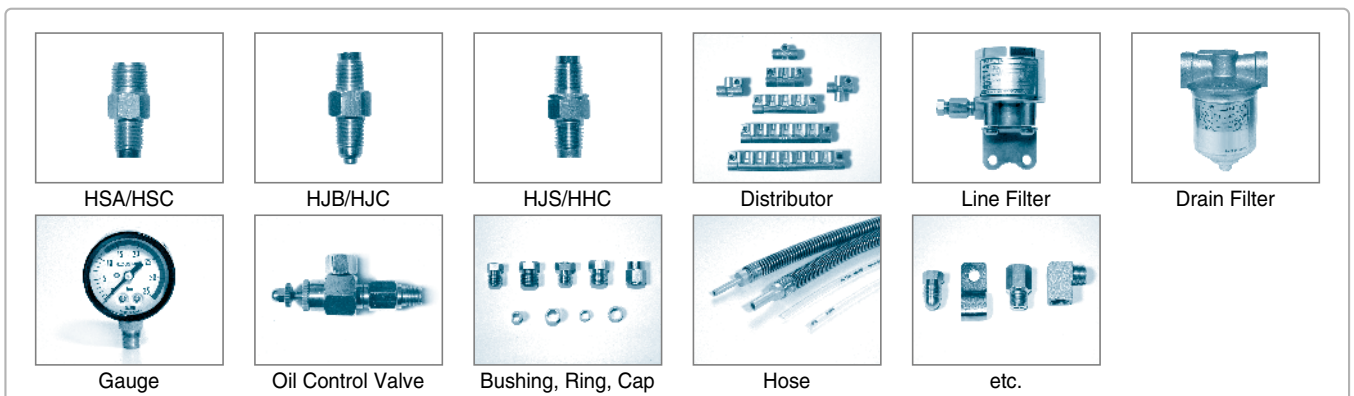 HSA/HSC
HJB/HJC
HJS/HHC
Distributor
Line Filter
Drain Filter
Gauge
Oil Control Valve
Bushing, Ring, Cap
Hose
etc.